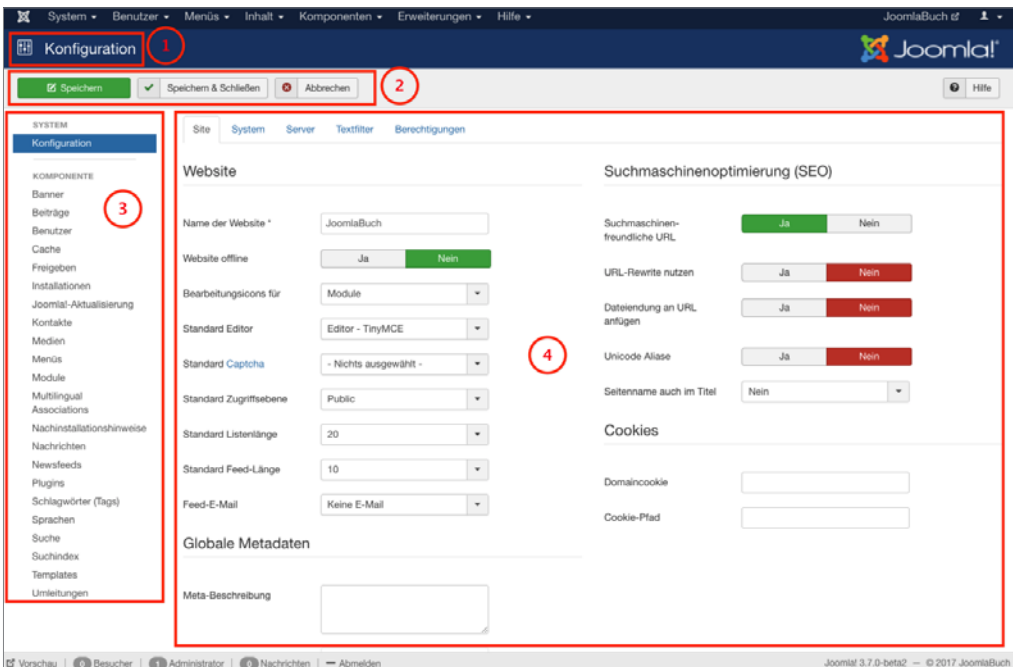 System Benutzer Menüs Inhalt Komponenten Erweiterungen Hilfe JoomlaBuch
Konfiguration 1 Joomla!®
Speichern Speichern & Schließen Abbrechen 2 Hilfe
SYSTEM
Konfiguration
KOMPONENTE
Banner
Beiträge
Benutzer
Cache
Freigeben
Installationen
Joomla!-Aktualisierung
Kontakte
Medien
Menüs
Module
Multilingual
Associations
Nachinstallationshinweise
Nachrichten
Newsfeeds
Plugins
Schlagwörter (Tags)
Sprachen
Suche
Suchindex
Templates
Umleitungen
3
Site System Server Textfilter Berechtigungen
Website
Name der Website * JoomlaBuch
Website offline Ja Nein
Bearbeitungsicons für Module
Standard Editor Editor - TinyMCE
Standard Captcha - Nichts ausgewählt -
Standard Zugriffsebene Public
Standard Listenlänge 20
Standard Feed-Länge 10
Feed-E-Mail Keine E-Mail
Globale Metadaten
Meta-Beschreibung
4
Suchmaschinenoptimierung (SEO)
Suchmaschinen-
freundliche URL Ja Nein
URL-Rewrite nutzen Ja Nein
Dateiendung an URL
anfügen Ja Nein
Unicode Aliase Ja Nein
Seitenname auch im Titel Nein
Cookies
Domaincookie
Cookie-Pfad
Vorschau | 0 Besucher | 1 Administrator | 0 Nachrichten | Abmelden Joomla! 3.7.0-beta2 — © 2017 JoomlaBuch